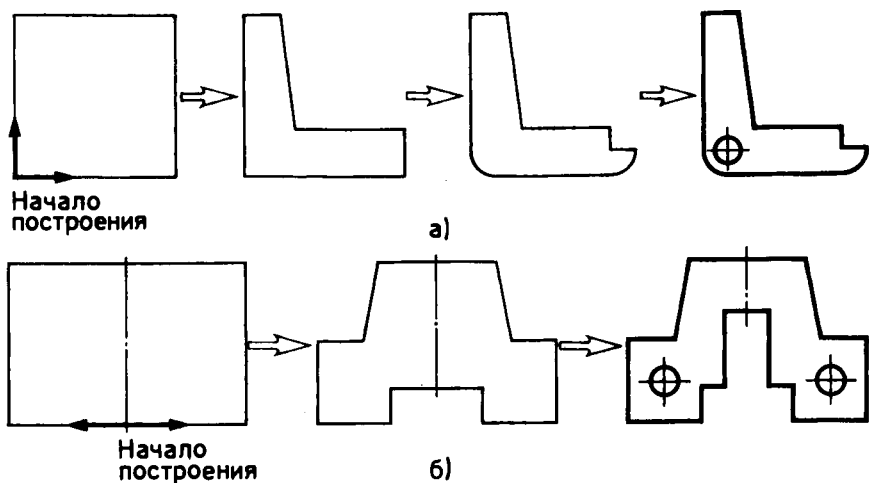 Начало
построения
а)
Начало
построения
б)